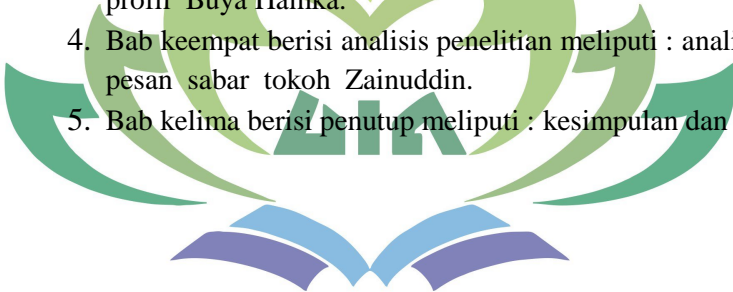 profil Buya Hamka.
4. Bab keempat berisi analisis penelitian meliputi : anali
pesan sabar tokoh Zainuddin.
5. Bab kelima berisi penutup meliputi : kesimpulan dan